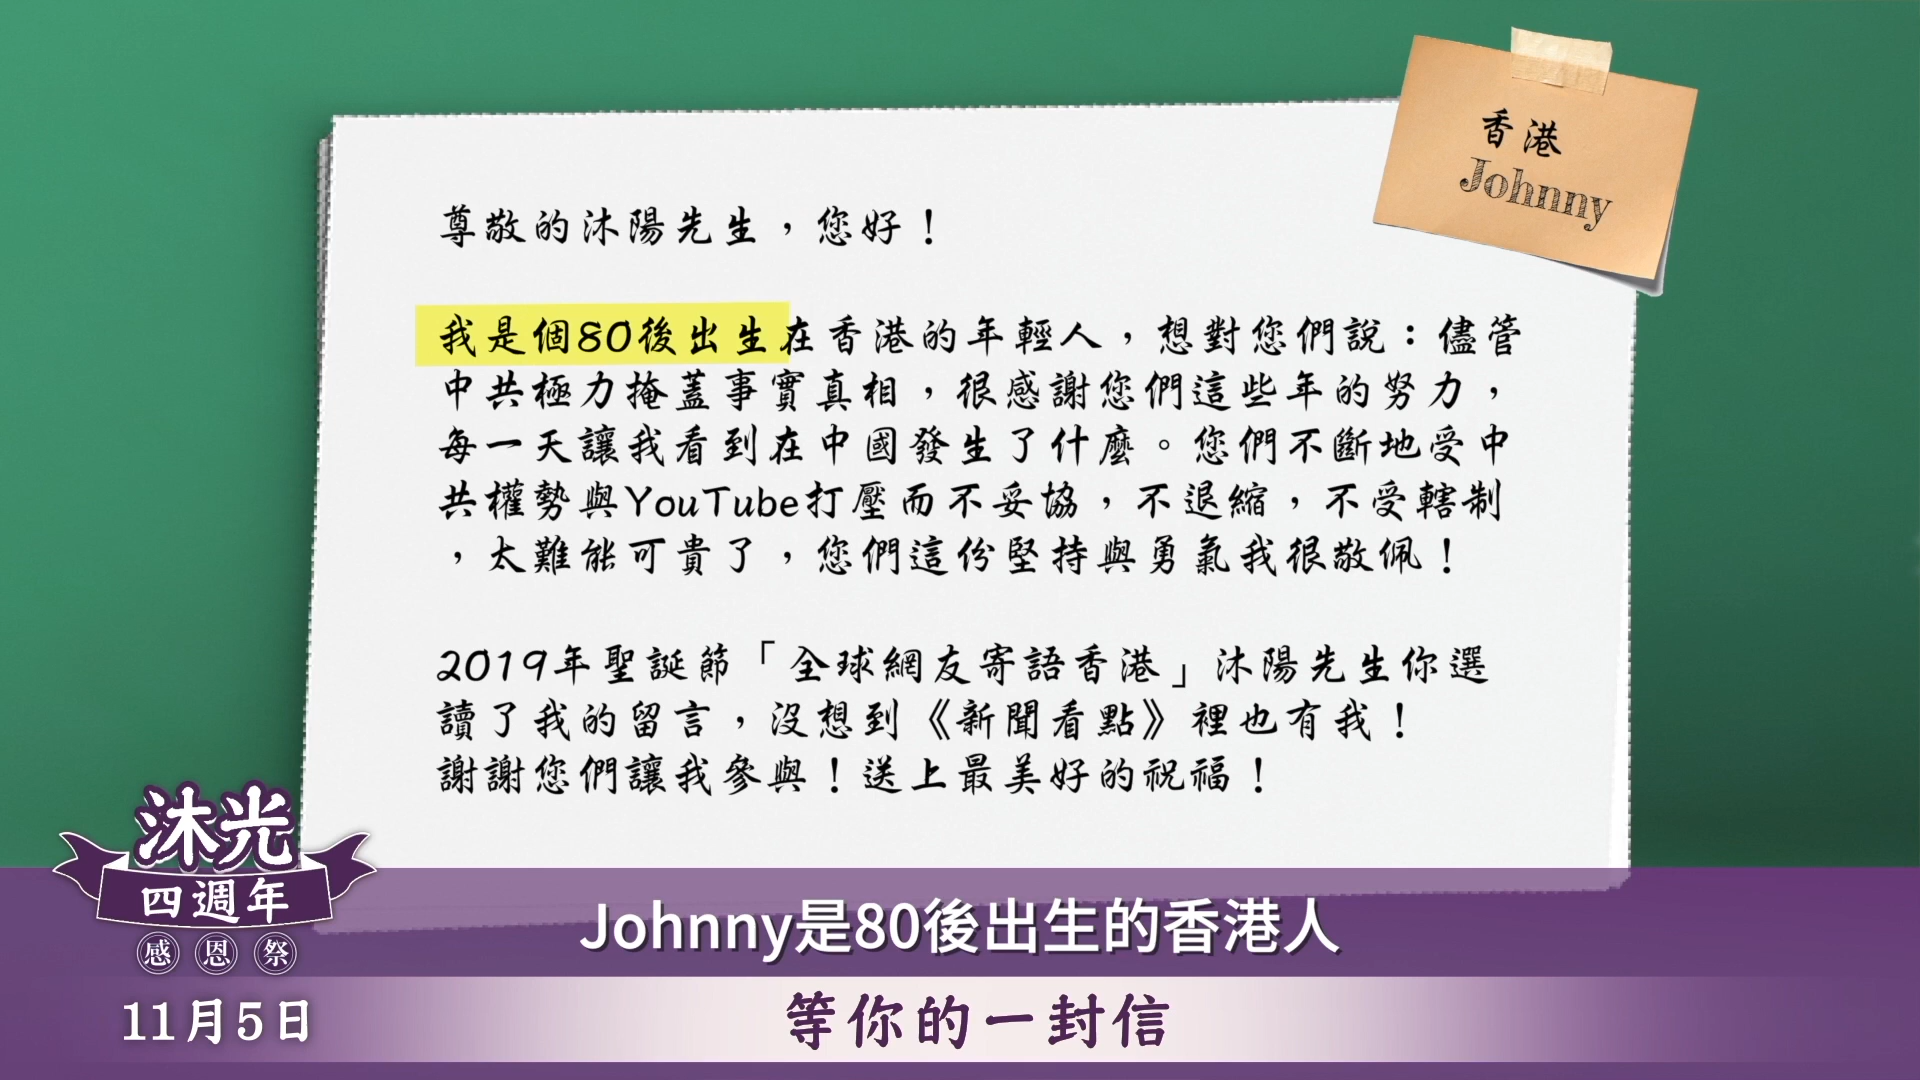 香港
Johnny
尊敬的沐陽先生，您好！
我是個80後出生在香港的年輕人，想對您們說：儘管
中共極力掩蓋事實真相，很感謝您們這些年的努力，
每一天讓我看到在中國發生了什麼。您們不斷地受中
共權勢與YouTube打壓而不妥協，不退縮，不受轄制
，太難能可貴了，您們這份堅持與勇氣我很敬佩！
2019年聖誕節「全球網友寄語香港」沐陽先生你選
讀了我的留言，沒想到《新聞看點》裡也有我！
謝謝您們讓我參與！送上最美好的祝福！
沐光
四週年
感恩祭
11月5日
Johnny是80後出生的香港人
等你的一封信